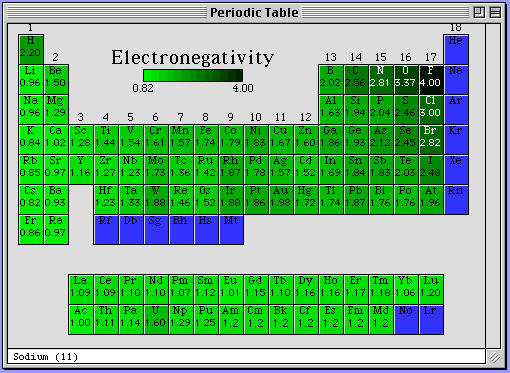 Periodic Table
1 18
H He
2.20
2 13 14 15 16 17
Electronegativity
0.82 4.00
Li Be B C N O F Ne
0.96 1.50 2.02 2.56 2.81 3.37 4.00
Na Mg Al Si P S Cl Ar
0.96 1.29 1.63 1.94 2.04 2.46 3.00
3 4 5 6 7 8 9 10 11 12
K Ca Sc Ti V Cr Mn Fe Co Ni Cu Zn Ga Ge As Se Br Kr
0.84 1.02 1.28 1.44 1.54 1.61 1.57 1.74 1.79 1.83 1.67 1.60 1.86 1.93 2.12 2.45 2.82
Rb Sr Y Zr Nb Mo Tc Ru Rh Pd Ag Cd In Sn Sb Te I Xe
0.85 0.97 1.16 1.27 1.23 1.73 1.36 1.42 1.87 1.78 1.57 1.52 1.69 1.84 1.83 2.03 2.48
Cs Ba Hf Ta W Re Os Ir Pt Au Hg Tl Pb Bi Po At Rn
0.82 0.93 1.23 1.33 1.88 1.46 1.52 1.88 1.86 1.98 1.72 1.74 1.87 1.76 1.76 1.96
Fr Ra Rf Db Sg Bh Hs Mt
0.86 0.97
La Ce Pr Nd Pm Sm Eu Gd Tb Dy Ho Er Tm Yb Lu
1.09 1.09 1.10 1.10 1.07 1.12 1.01 1.15 1.10 1.16 1.16 1.17 1.18 1.06 1.20
Ac Th Pa U Np Pu Am Cm Bk Cf Es Fm Md No Lr
1.00 1.11 1.14 1.60 1.29 1.25 1.2 1.2 1.2 1.2 1.2 1.2 1.2
Sodium (11)